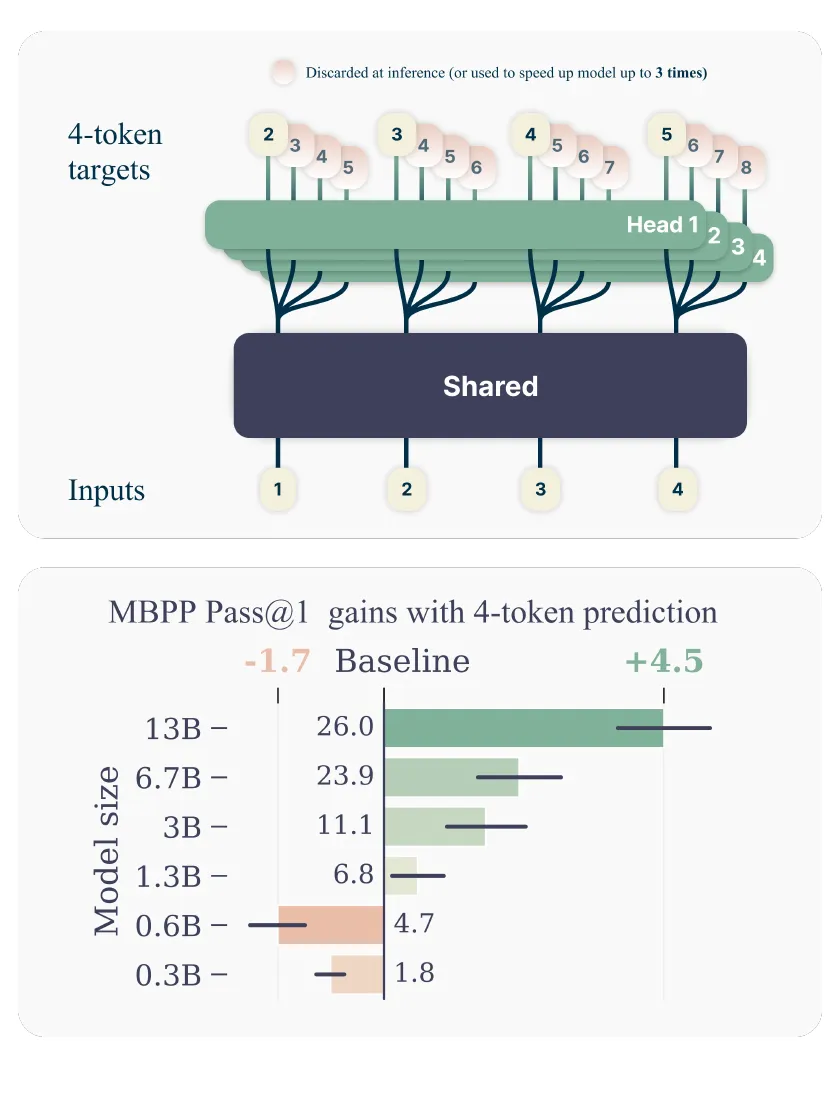 Discarded at inference (or used to speed up model up to 3 times)
4-token
targets
2 3 4 5 3 4 5 6 4 5 6 7 5 6 7 8
Head 1 2 3 4
Shared
Inputs
1 2 3 4
MBPP Pass@1 gains with 4-token prediction
-1.7 Baseline +4.5
Model size
13B 26.0
6.7B 23.9
3B 11.1
1.3B 6.8
0.6B 4.7
0.3B 1.8